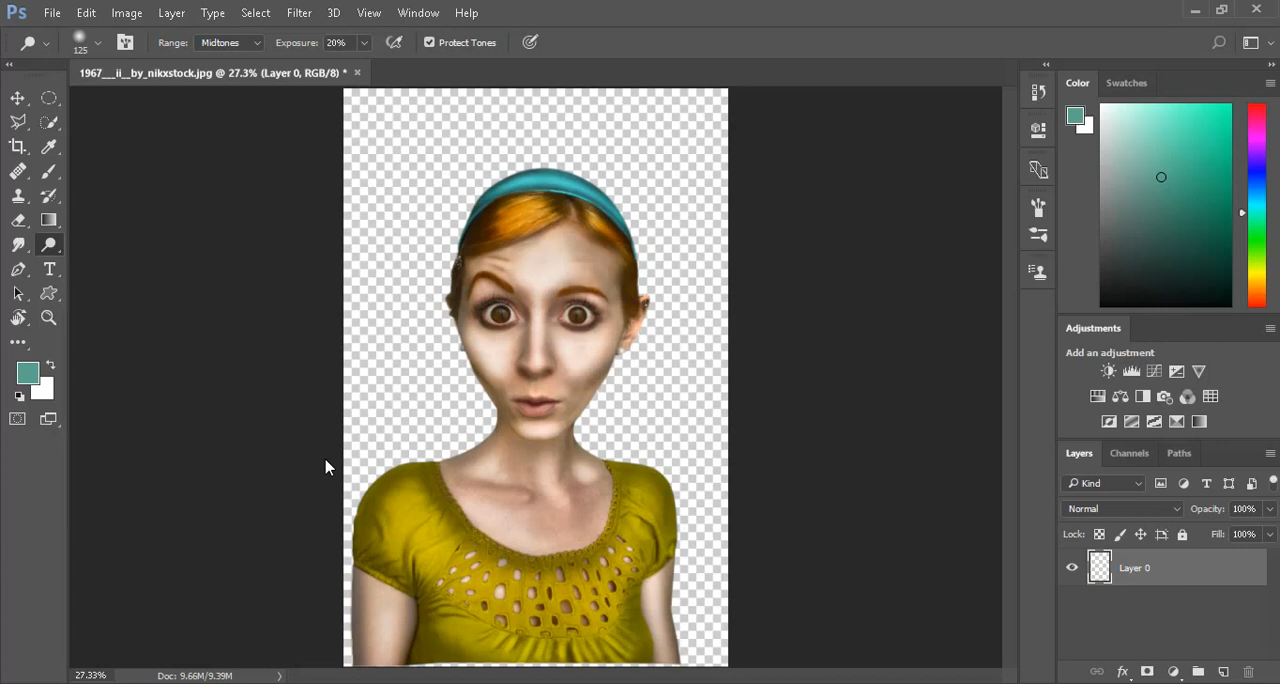 Ps File Edit Image Layer Type Select Filter 3D View Window Help
125 Range: Midtones Exposure: 20% Protect Tones
1967__ii__by_nikxstock.jpg @ 27.3% (Layer 0, RGB/8) * ×
Color Swatches
Adjustments
Add an adjustment
Layers Channels Paths
Kind
Normal Opacity: 100%
Lock: Fill: 100%
Layer 0
27.33% Doc: 9.66M/9.39M